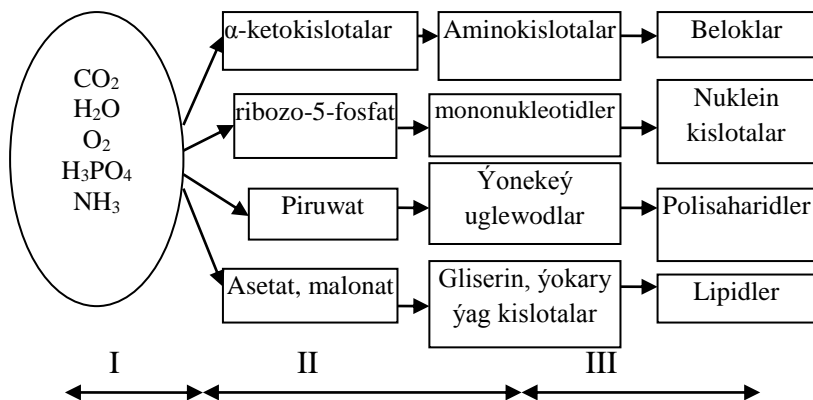 CO₂
H₂O
O₂
H₃PO₄
NH₃
α-ketokislotalar
Aminokislotalar
Beloklar
ribozo-5-fosfat
mononukleotidler
Nuklein
kislotalar
Piruwat
Ýonekeý
uglewodlar
Polisaharidler
Asetat, malonat
Gliserin, ýokary
ýag kislotalar
Lipidler
I
II
III